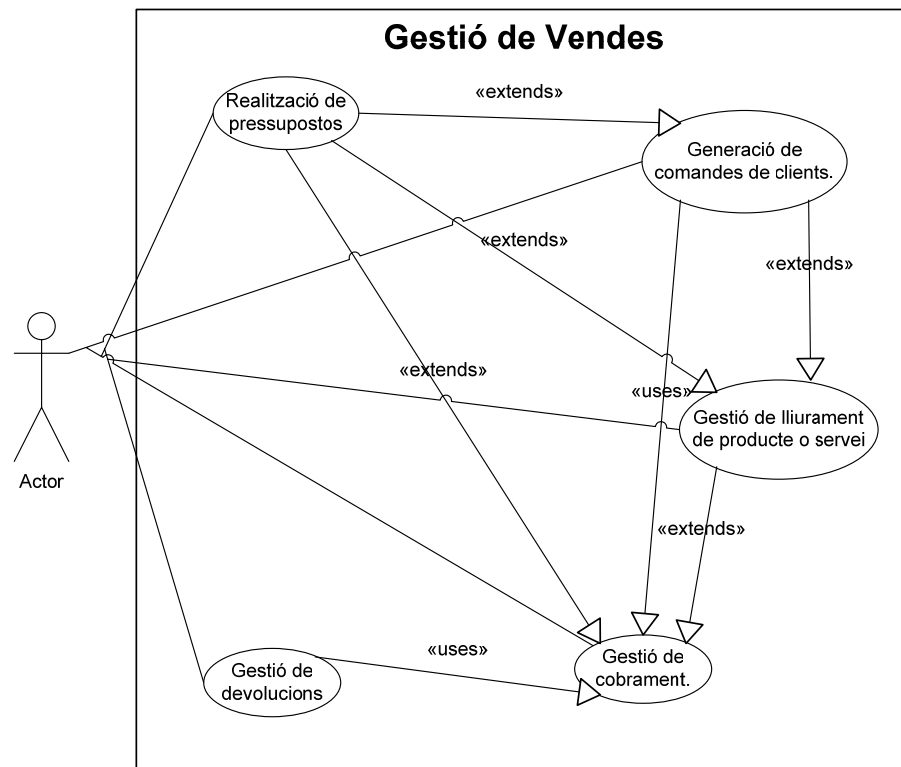 Gestió de Vendes
Realització de
pressupostos
«extends»
Generació de
comandes de clients.
«extends»
«extends»
«extends»
«uses»
Gestió de lliurament
de producte o servei
Actor
«extends»
«uses»
Gestió de
devolucions
Gestió de
cobrament.